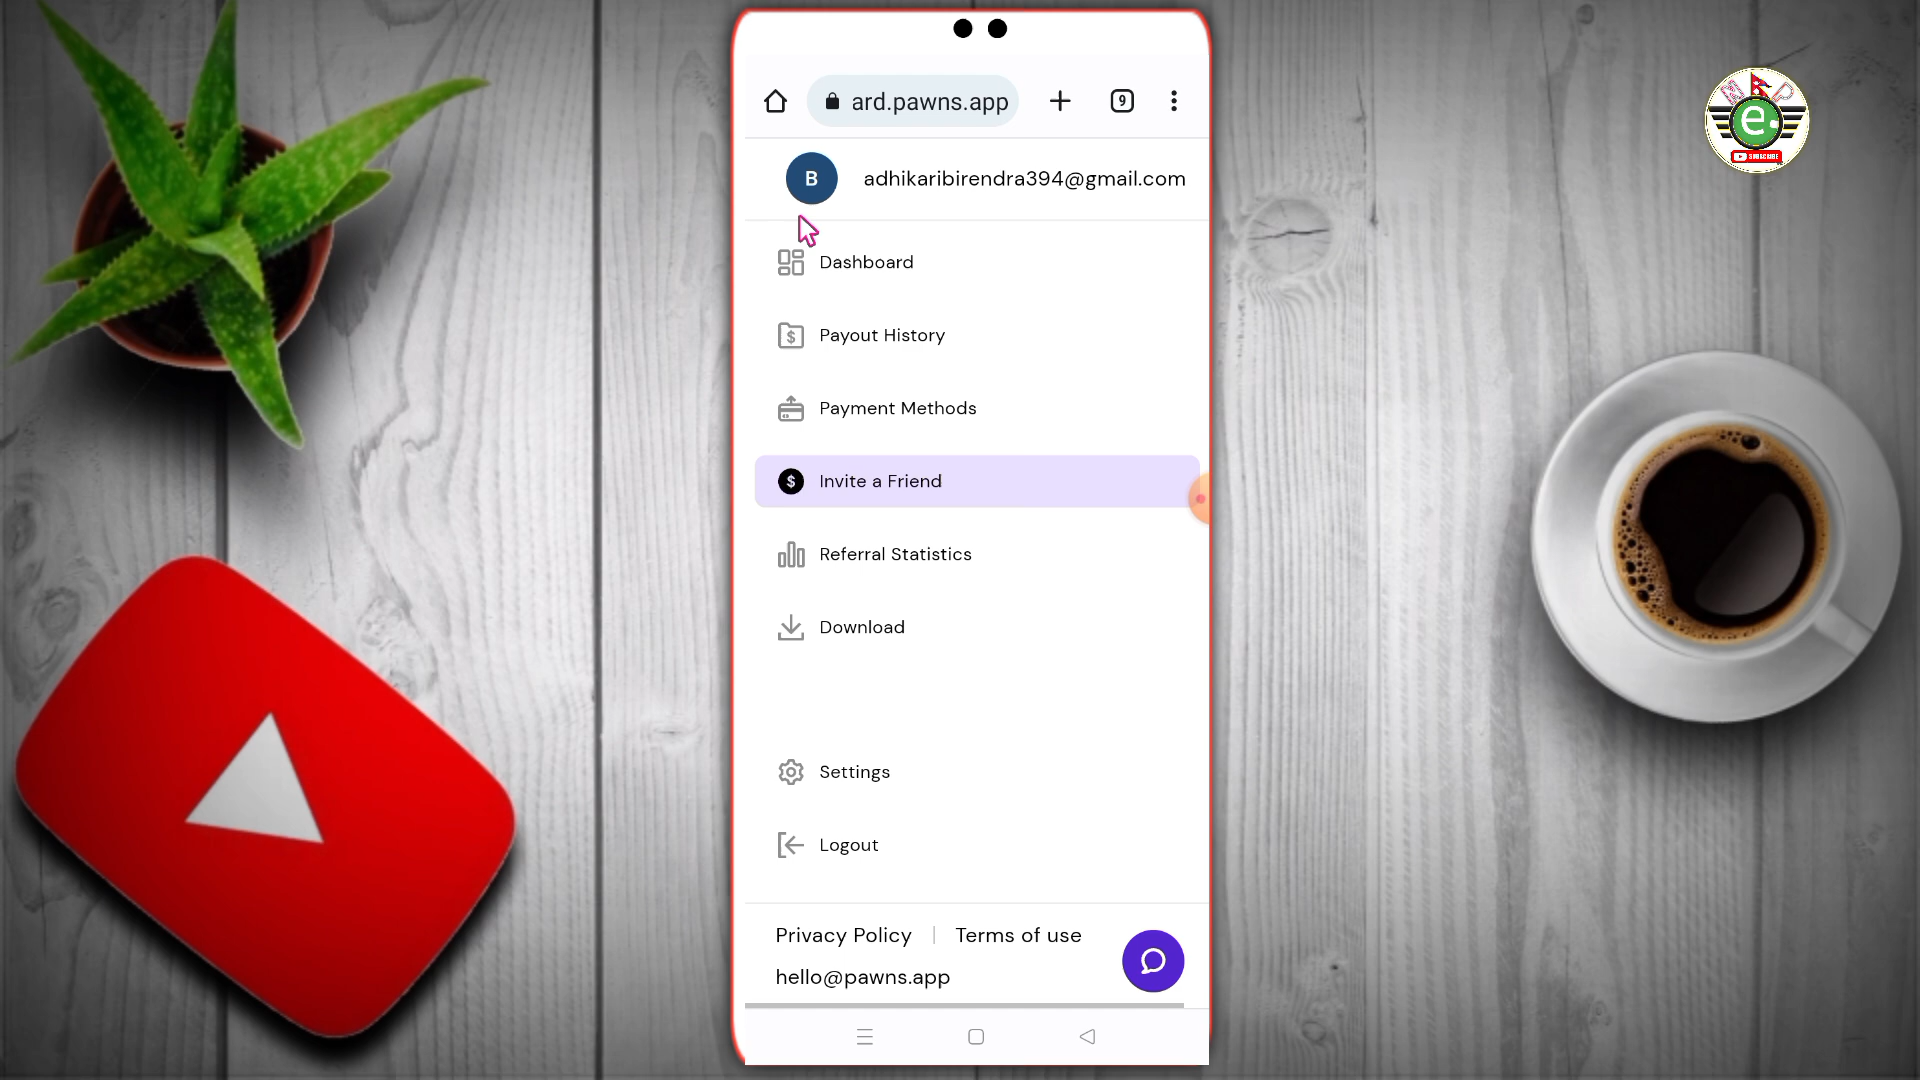 ard.pawns.app
9
B
adhikaribirendra394@gmail.com
Dashboard
Payout History
Payment Methods
Invite a Friend
Referral Statistics
Download
Settings
Logout
Privacy Policy | Terms of use
hello@pawns.app
N P
e
SUBSCRIBE